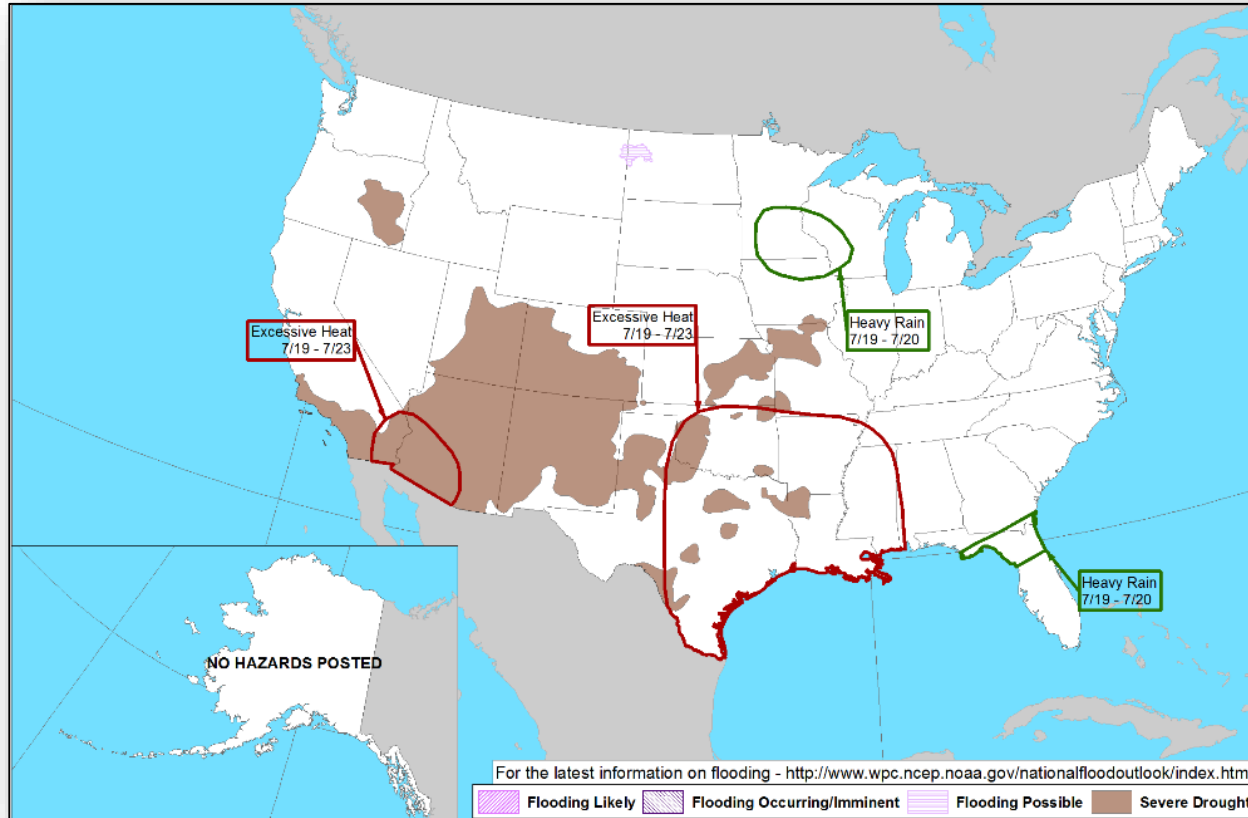 Excessive Heat
7/19 - 7/23
Excessive Heat
7/19 - 7/23
Heavy Rain
7/19 - 7/20
Heavy Rain
7/19 - 7/20
NO HAZARDS POSTED
For the latest information on flooding - http://www.wpc.ncep.noaa.gov/nationalfloodoutlook/index.htm
Flooding Likely
Flooding Occurring/Imminent
Flooding Possible
Severe Drought